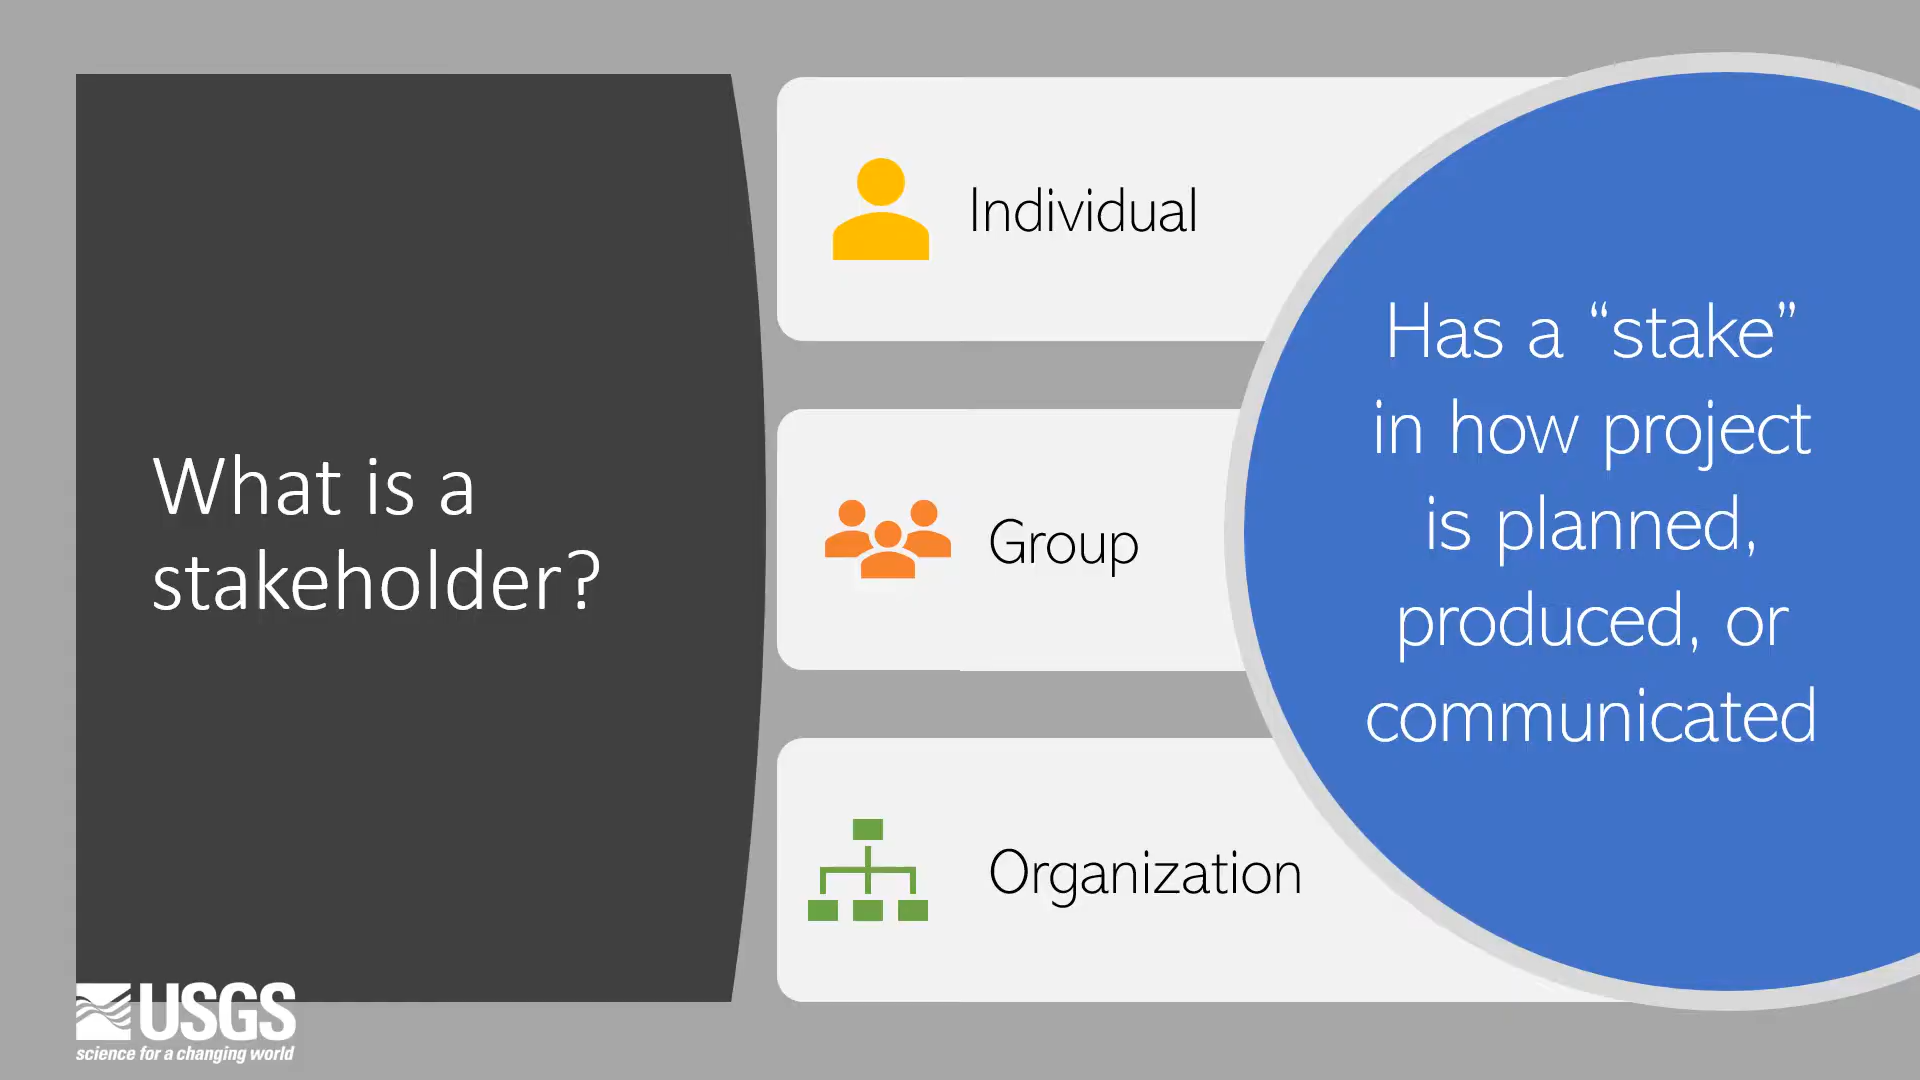 What is a
stakeholder?
Individual
Group
Organization
Has a “stake”
in how project
is planned,
produced, or
communicated
USGS
science for a changing world